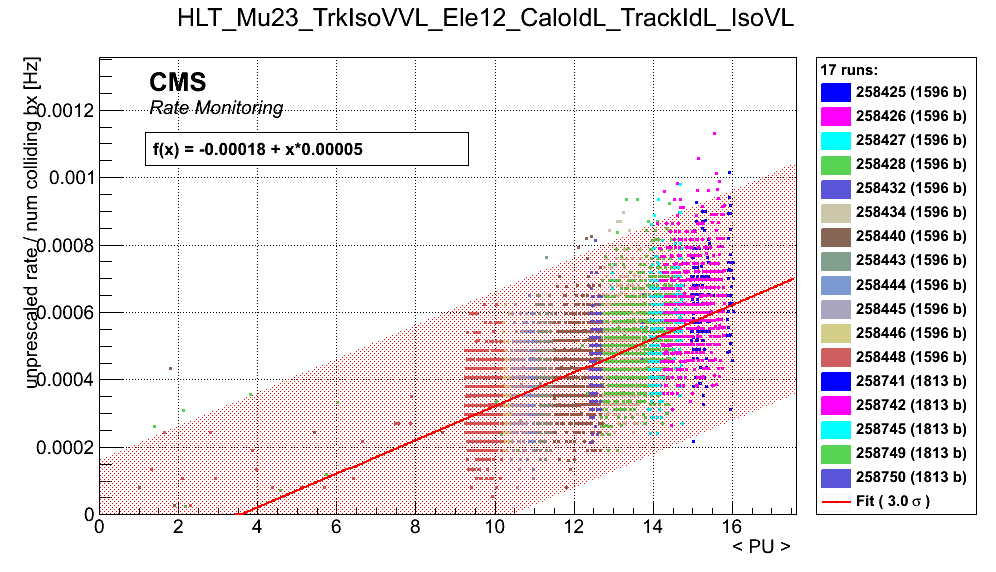 HLT_Mu23_TrkIsoVVL_Ele12_CaloIdL_TrackIdL_IsoVL
CMS
Rate Monitoring
f(x) = -0.00018 + x*0.00005
unprescaled rate / num colliding bx [Hz]
0.0012
0.001
0.0008
0.0006
0.0004
0.0002
0
0 2 4 6 8 10 12 14 16
< PU >
17 runs:
258425 (1596 b)
258426 (1596 b)
258427 (1596 b)
258428 (1596 b)
258432 (1596 b)
258434 (1596 b)
258440 (1596 b)
258443 (1596 b)
258444 (1596 b)
258445 (1596 b)
258446 (1596 b)
258448 (1596 b)
258741 (1813 b)
258742 (1813 b)
258745 (1813 b)
258749 (1813 b)
258750 (1813 b)
Fit ( 3.0 σ )